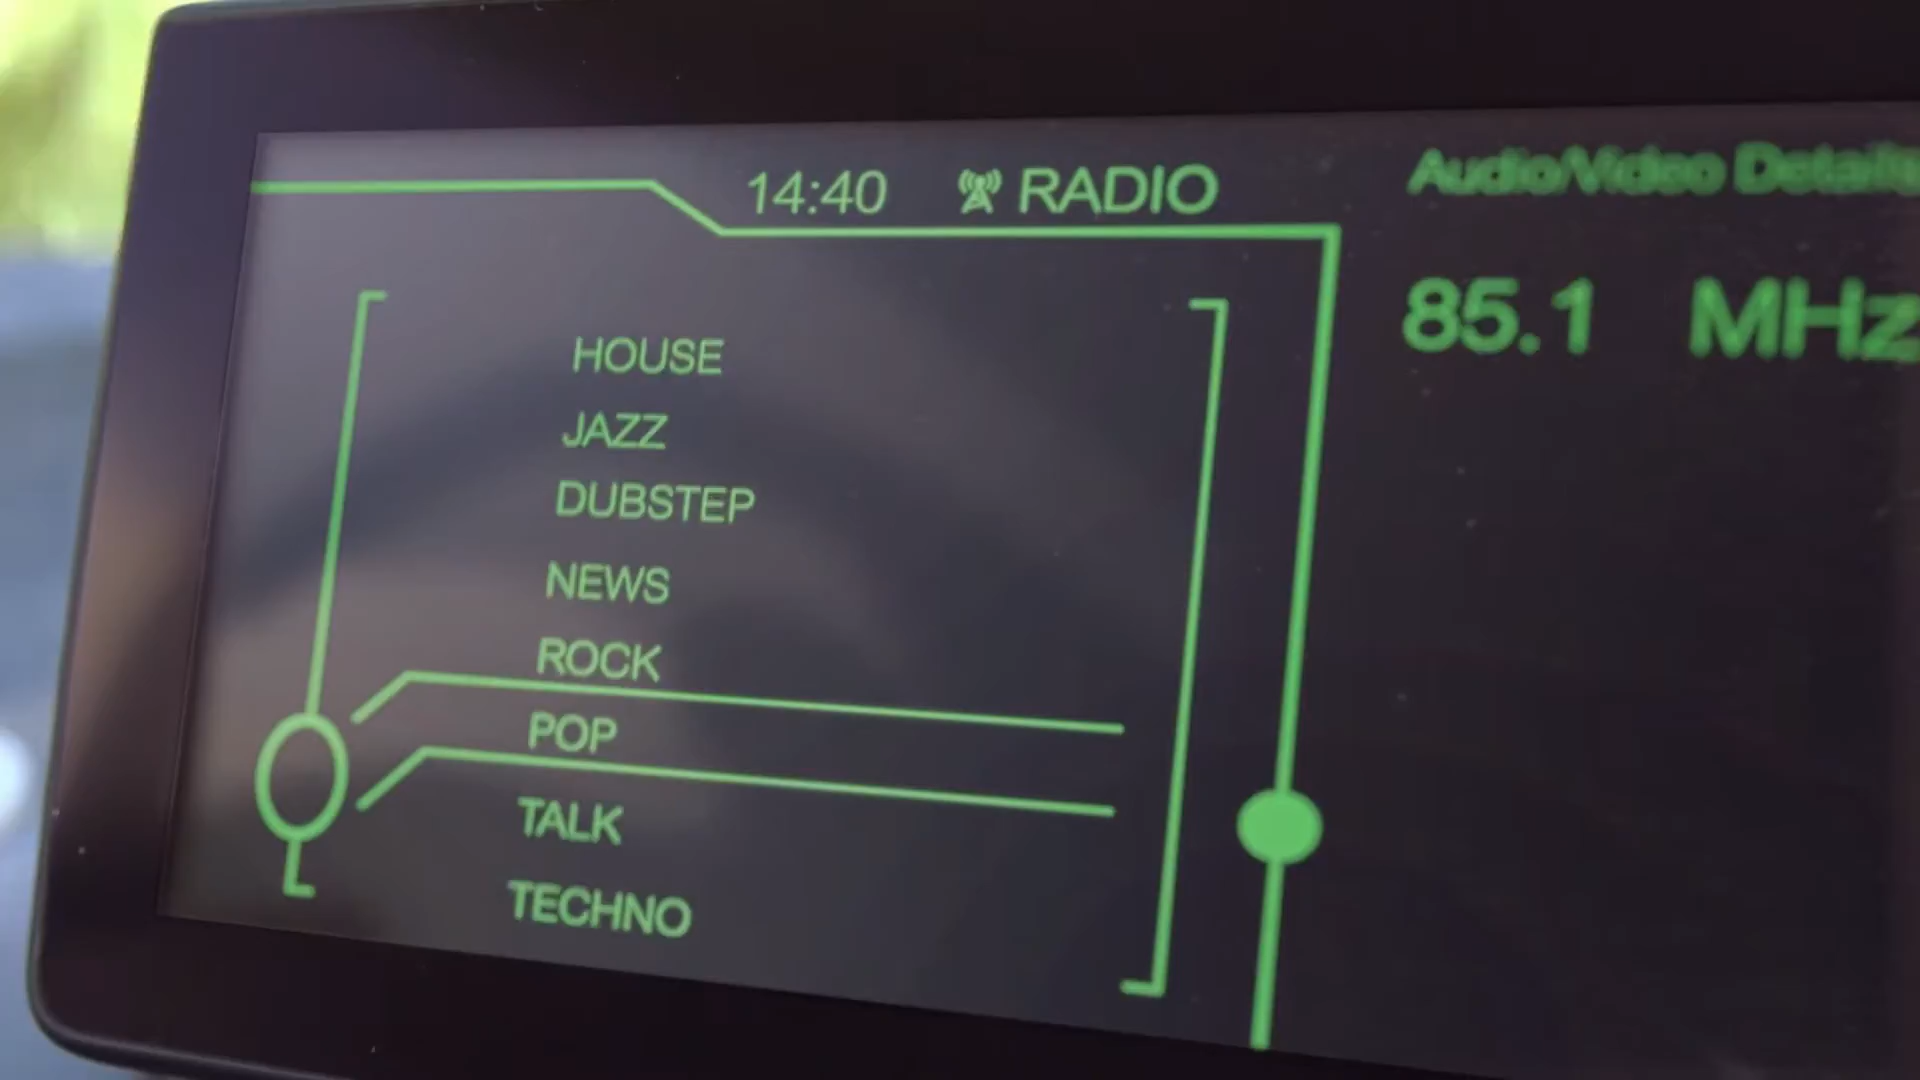 14:40 RADIO
Audio/Video Details
85.1 MHz
HOUSE
JAZZ
DUBSTEP
NEWS
ROCK
POP
TALK
TECHNO